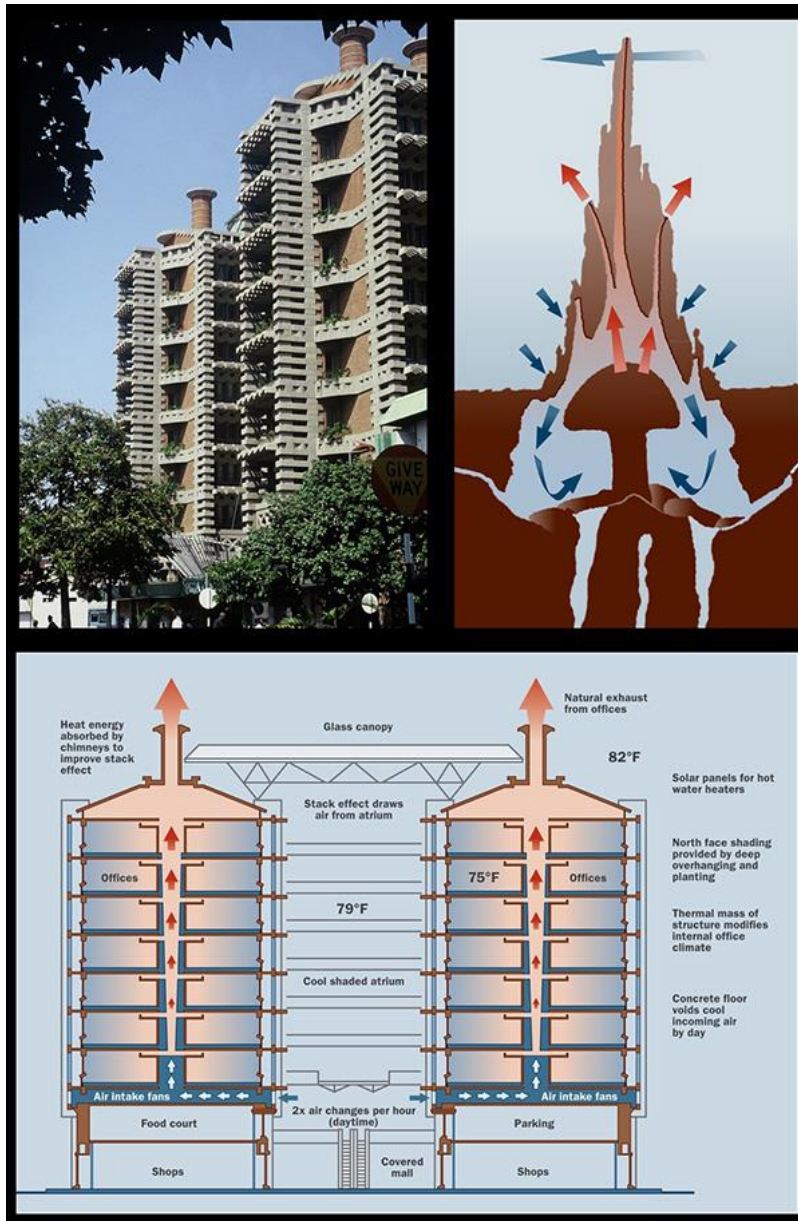 GIVE
WAY
Heat energy
absorbed by
chimneys to
improve stack
effect
Glass canopy
Natural exhaust
from offices
82°F
Solar panels for hot
water heaters
Stack effect draws
air from atrium
North face shading
provided by deep
overhanging and
planting
Offices
79°F
75°F
Offices
Thermal mass of
structure modifies
internal office
climate
Cool shaded atrium
Concrete floor
voids cool
incoming air
by day
Air intake fans
2x air changes per hour
(daytime)
Air intake fans
Food court
Parking
Shops
Covered
mall
Shops